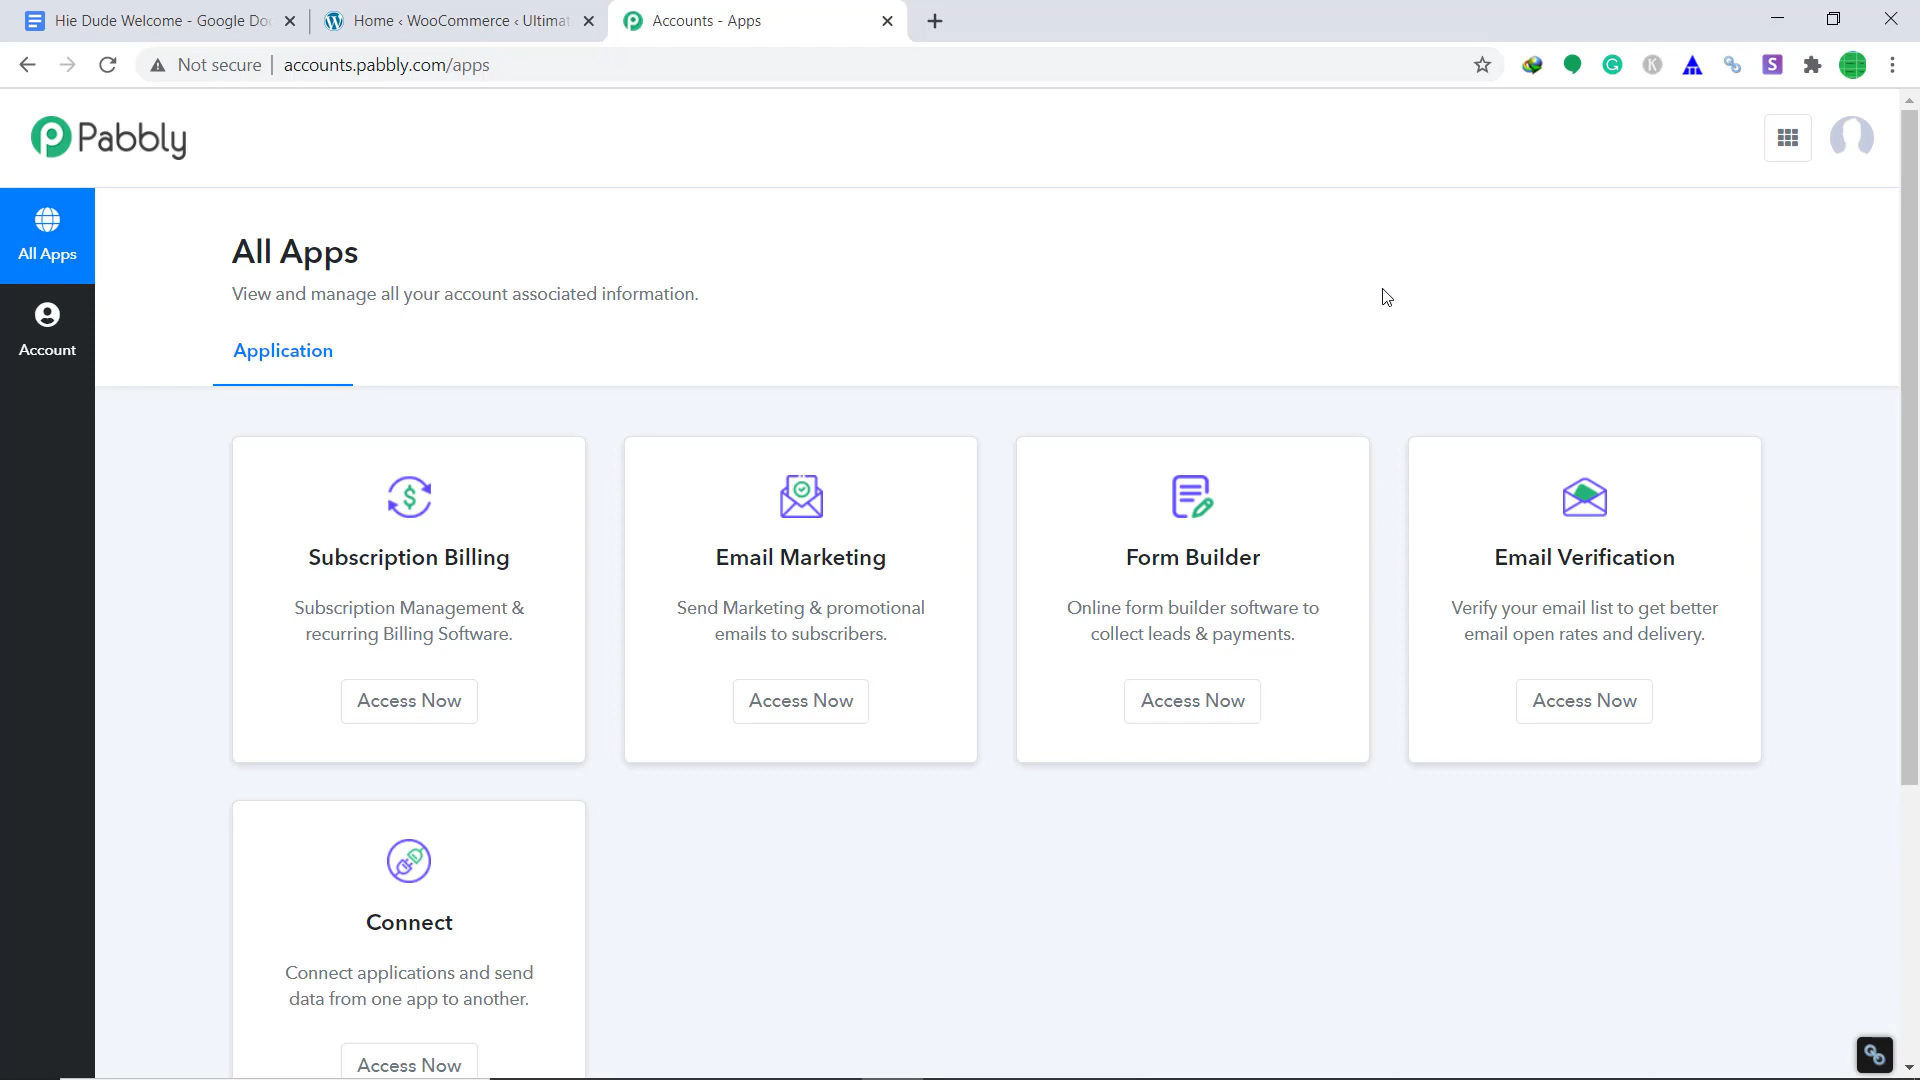 Hie Dude Welcome - Google Do
Home ‹ WooCommerce ‹ Ultimat
Accounts - Apps
Not secure
accounts.pabbly.com/apps
Pabbly
All Apps
Account
All Apps
View and manage all your account associated information.
Application
Subscription Billing
Subscription Management &
recurring Billing Software.
Access Now
Email Marketing
Send Marketing & promotional
emails to subscribers.
Access Now
Form Builder
Online form builder software to
collect leads & payments.
Access Now
Email Verification
Verify your email list to get better
email open rates and delivery.
Access Now
Connect
Connect applications and send
data from one app to another.
Access Now